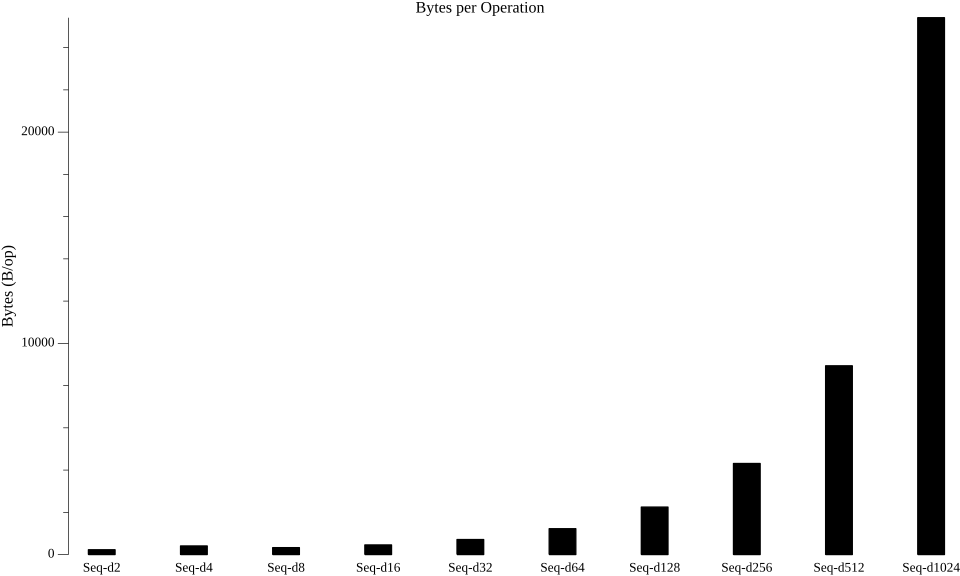 Bytes per Operation
Bytes (B/op)
20000
10000
0
Seq-d2 Seq-d4 Seq-d8 Seq-d16 Seq-d32 Seq-d64 Seq-d128 Seq-d256 Seq-d512 Seq-d1024